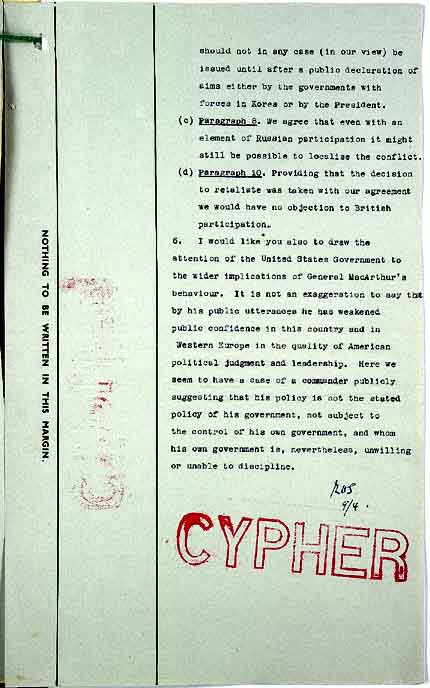 should not in any case (in our view) be
issued until after a public declaration of
aims either by the governments with
forces in Korea or by the President.
(c) Paragraph 8. We agree that even with an
element of Russian participation it might
still be possible to localise the conflict.
(d) Paragraph 10. Providing that the decision
to retaliate was taken with our agreement
we would have no objection to British
participation.
6. I would like you also to draw the
attention of the United States Government to
the wider implications of General MacArthur's
behaviour. It is not an exaggeration to say that
by his public utterances he has weakened
public confidence in this country and in
Western Europe in the quality of American
political judgment and leadership. Here we
seem to have a case of a commander publicly
suggesting that his policy is not the stated
policy of his government, not subject to
the control of his own government, and whom
his own government is, nevertheless, unwilling
or unable to discipline.
9/4.
CYPHER
NOTHING TO BE WRITTEN IN THIS MARGIN.